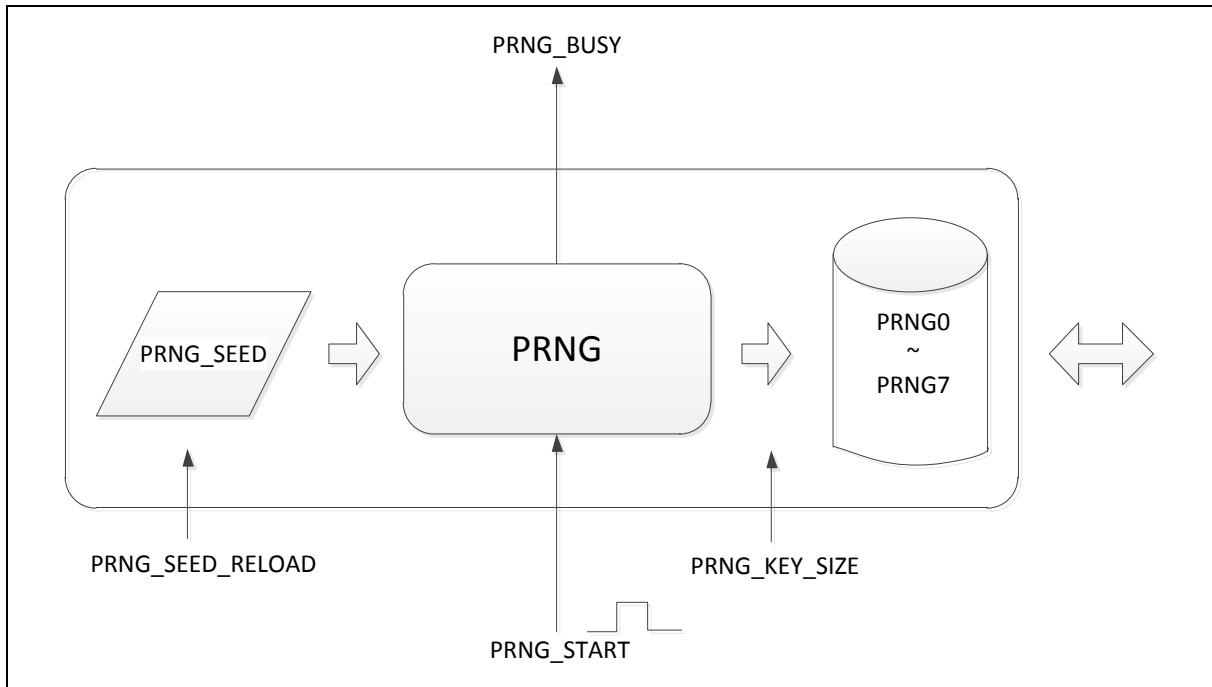 PRNG_BUSY
PRNG_SEED
PRNG
PRNG0
~
PRNG7
PRNG_SEED_RELOAD
PRNG_KEY_SIZE
PRNG_START